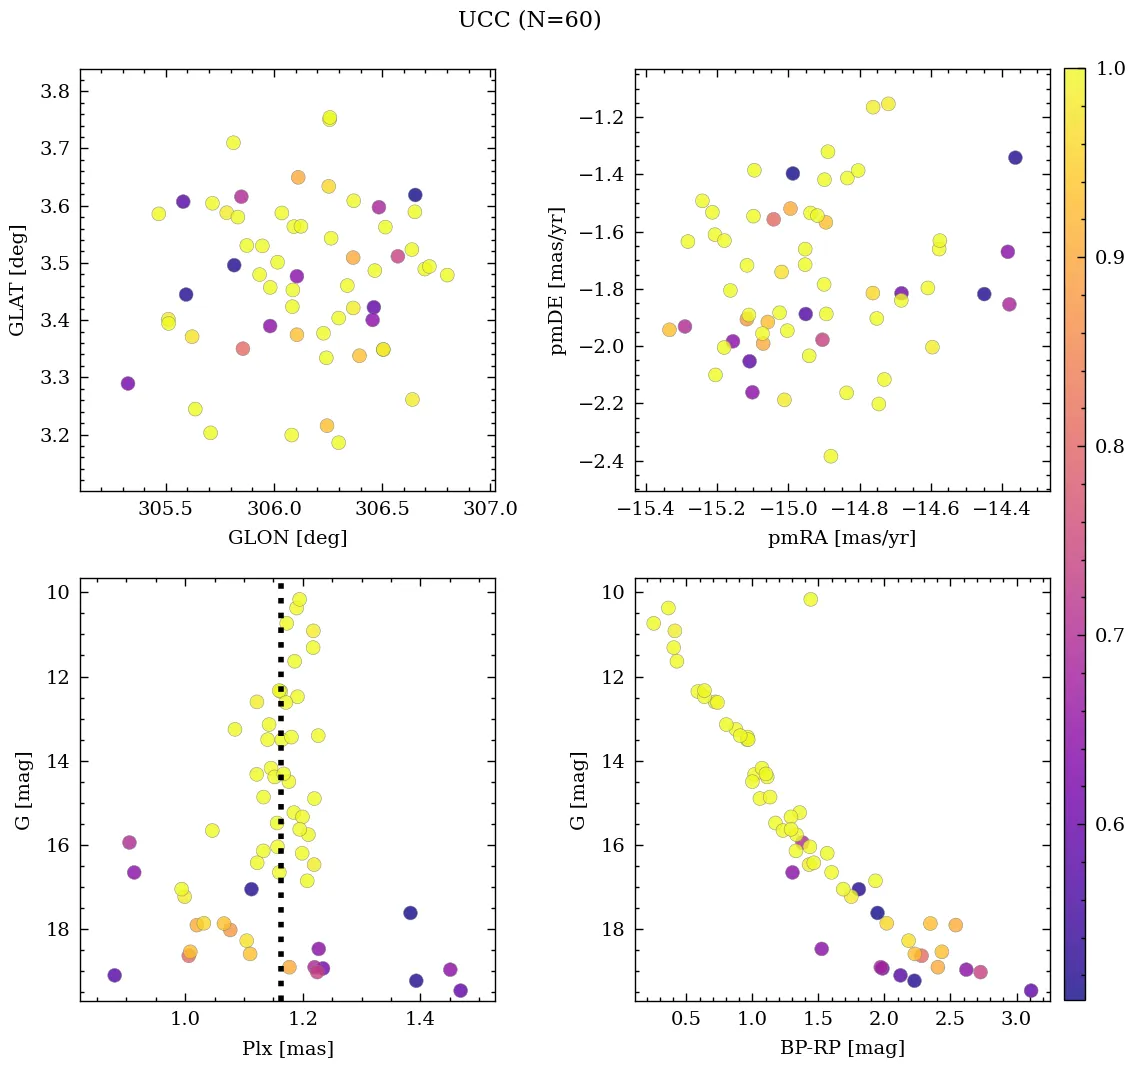 UCC (N=60)
3.8
3.7
3.6
3.5
3.4
3.3
3.2
GLAT [deg]
305.5 306.0 306.5 307.0
GLON [deg]
−1.2
−1.4
−1.6
−1.8
−2.0
−2.2
−2.4
pmDE [mas/yr]
−15.4 −15.2 −15.0 −14.8 −14.6 −14.4
pmRA [mas/yr]
1.0
0.9
0.8
0.7
0.6
10
12
14
16
18
G [mag]
1.0 1.2 1.4
Plx [mas]
10
12
14
16
18
G [mag]
0.5 1.0 1.5 2.0 2.5 3.0
BP-RP [mag]